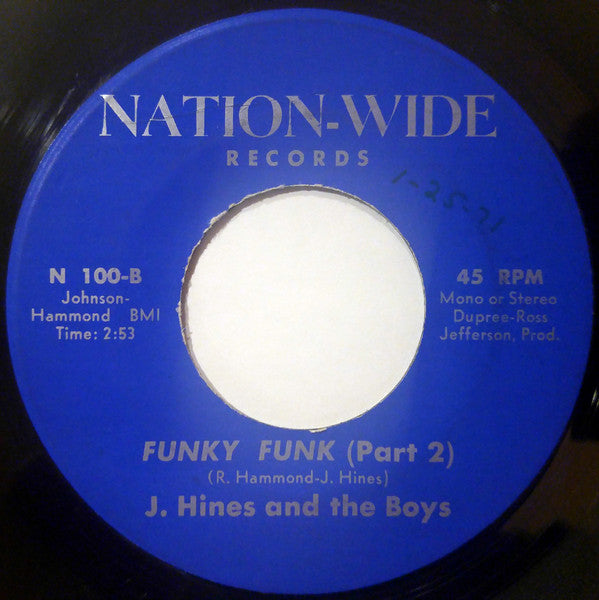 NATION-WIDE
RECORDS
1-25-71
N 100-B
Johnson-
Hammond BMI
Time: 2:53
45 RPM
Mono or Stereo
Dupree-Ross
Jefferson, Prod.
FUNKY FUNK (Part 2)
(R. Hammond-J. Hines)
J. Hines and the Boys